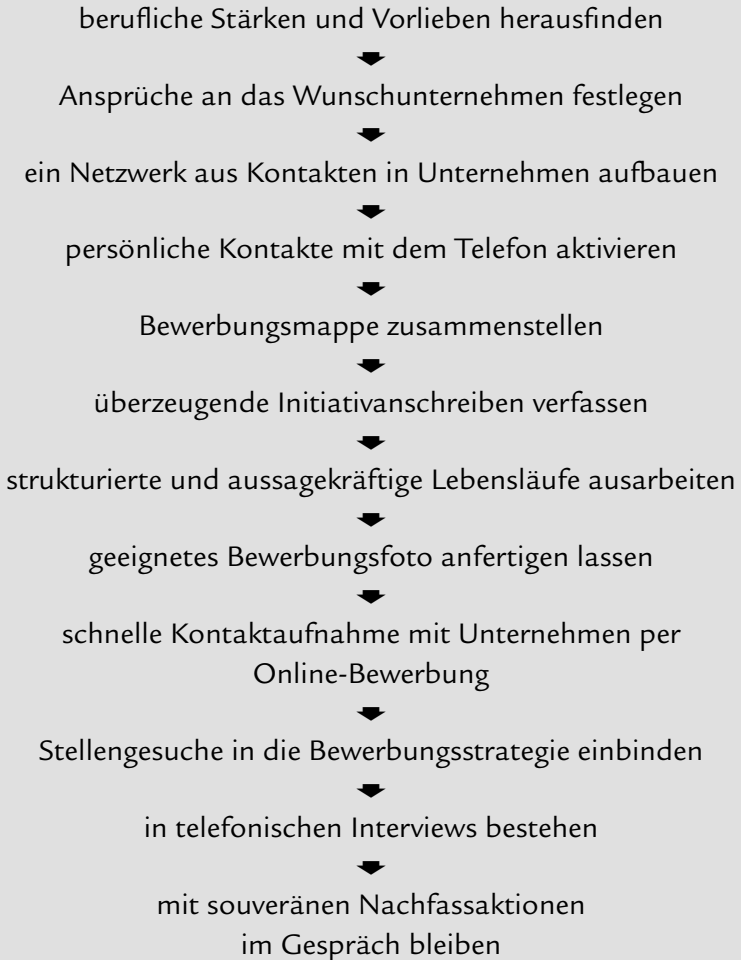 berufliche Stärken und Vorlieben herausfinden
Ansprüche an das Wunschunternehmen festlegen
ein Netzwerk aus Kontakten in Unternehmen aufbauen
persönliche Kontakte mit dem Telefon aktivieren
Bewerbungsmappe zusammenstellen
überzeugende Initiativanschreiben verfassen
strukturierte und aussagekräftige Lebensläufe ausarbeiten
geeignetes Bewerbungsfoto anfertigen lassen
schnelle Kontaktaufnahme mit Unternehmen per
Online-Bewerbung
Stellengesuche in die Bewerbungsstrategie einbinden
in telefonischen Interviews bestehen
mit souveränen Nachfassaktionen
im Gespräch bleiben